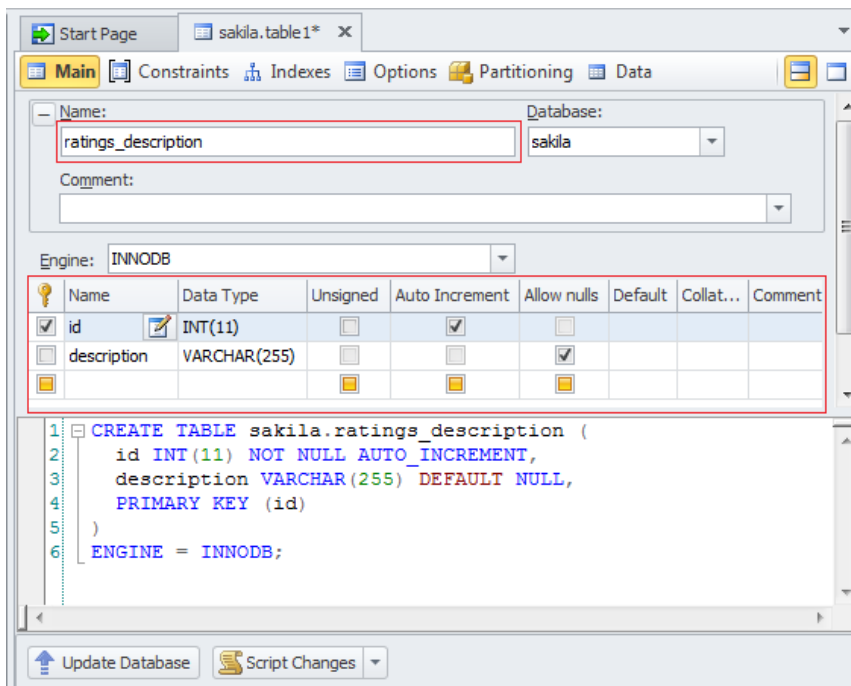 Start Page sakila.table1*
Main Constraints Indexes Options Partitioning Data
Name: Database:
ratings_description sakila
Comment:
Engine: INNODB
Name Data Type Unsigned Auto Increment Allow nulls Default Collat... Comment
id INT(11)
description VARCHAR(255)
1 CREATE TABLE sakila.ratings_description (
2 id INT(11) NOT NULL AUTO_INCREMENT,
3 description VARCHAR(255) DEFAULT NULL,
4 PRIMARY KEY (id)
5 )
6 ENGINE = INNODB;
Update Database Script Changes